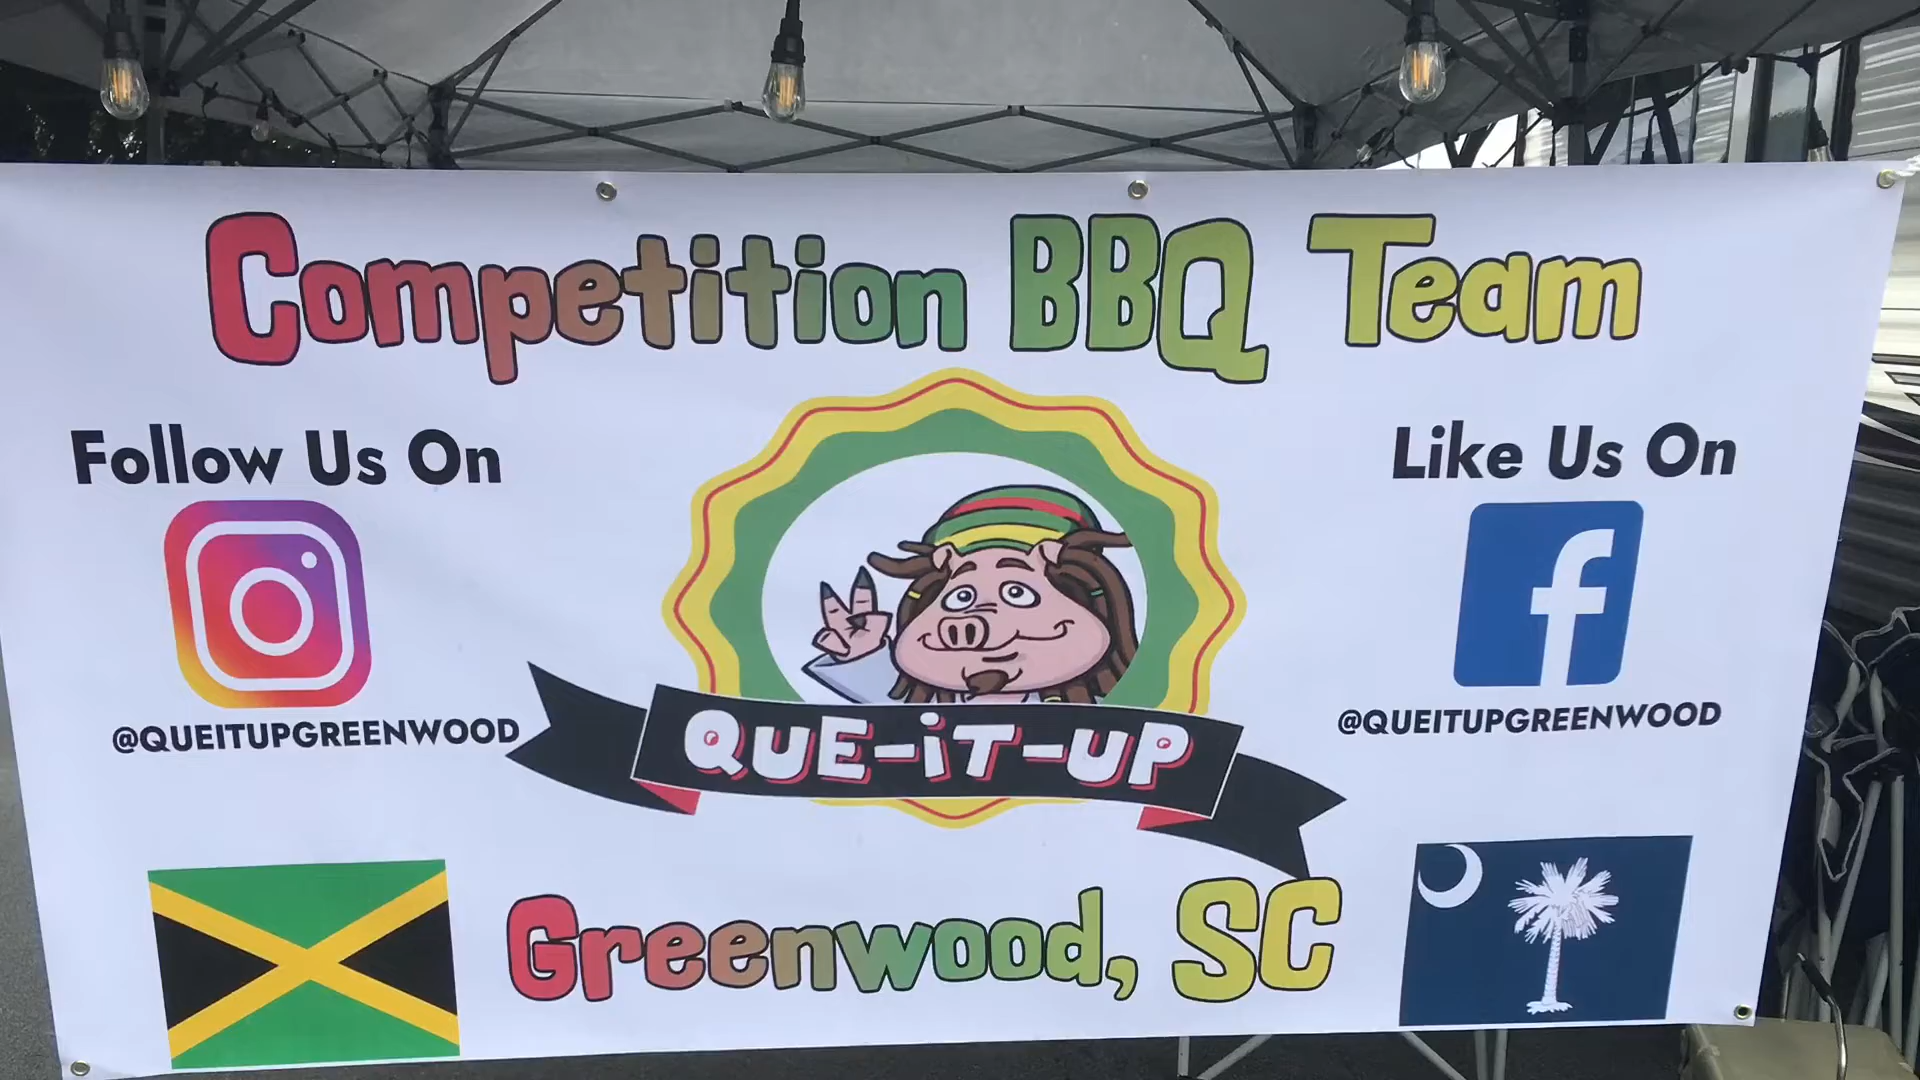 Competition BBQ Team
Follow Us On
Like Us On
@QUEITUPGREENWOOD
@QUEITUPGREENWOOD
QUE-iT-UP
Greenwood, SC